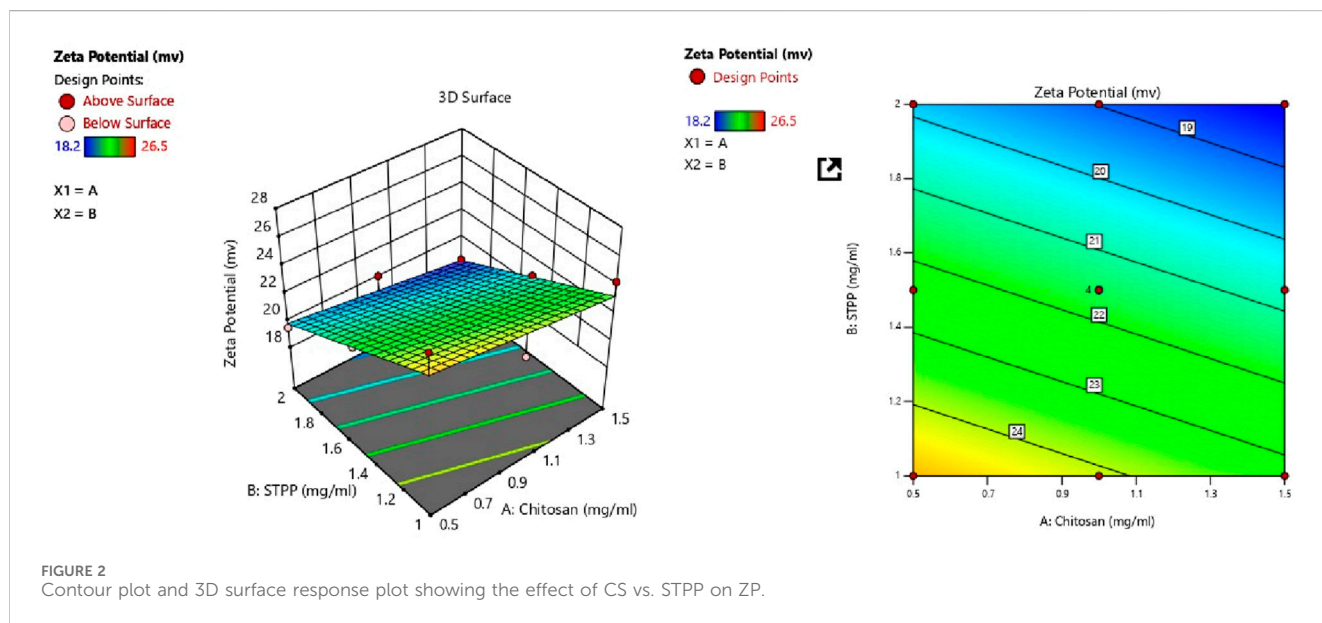 Zeta Potential (mv)
Design Points:
Above Surface
Below Surface
18.2 26.5
X1 = A
X2 = B
3D Surface
28
26
24
22
20
18
Zeta Potential (mv)
2
1.8
1.6
1.4
1.2
1
B: STPP (mg/ml)
0.5
0.7
0.9
1.1
1.3
1.5
A: Chitosan (mg/ml)
Zeta Potential (mv)
Design Points
18.2 26.5
X1 = A
X2 = B
Zeta Potential (mv)
2
1.8
1.6
1.4
1.2
1
B: STPP (mg/ml)
19
20
21
4
22
23
24
0.5 0.7 0.9 1.1 1.3 1.5
A: Chitosan (mg/ml)
FIGURE 2
Contour plot and 3D surface response plot showing the effect of CS vs. STPP on ZP.